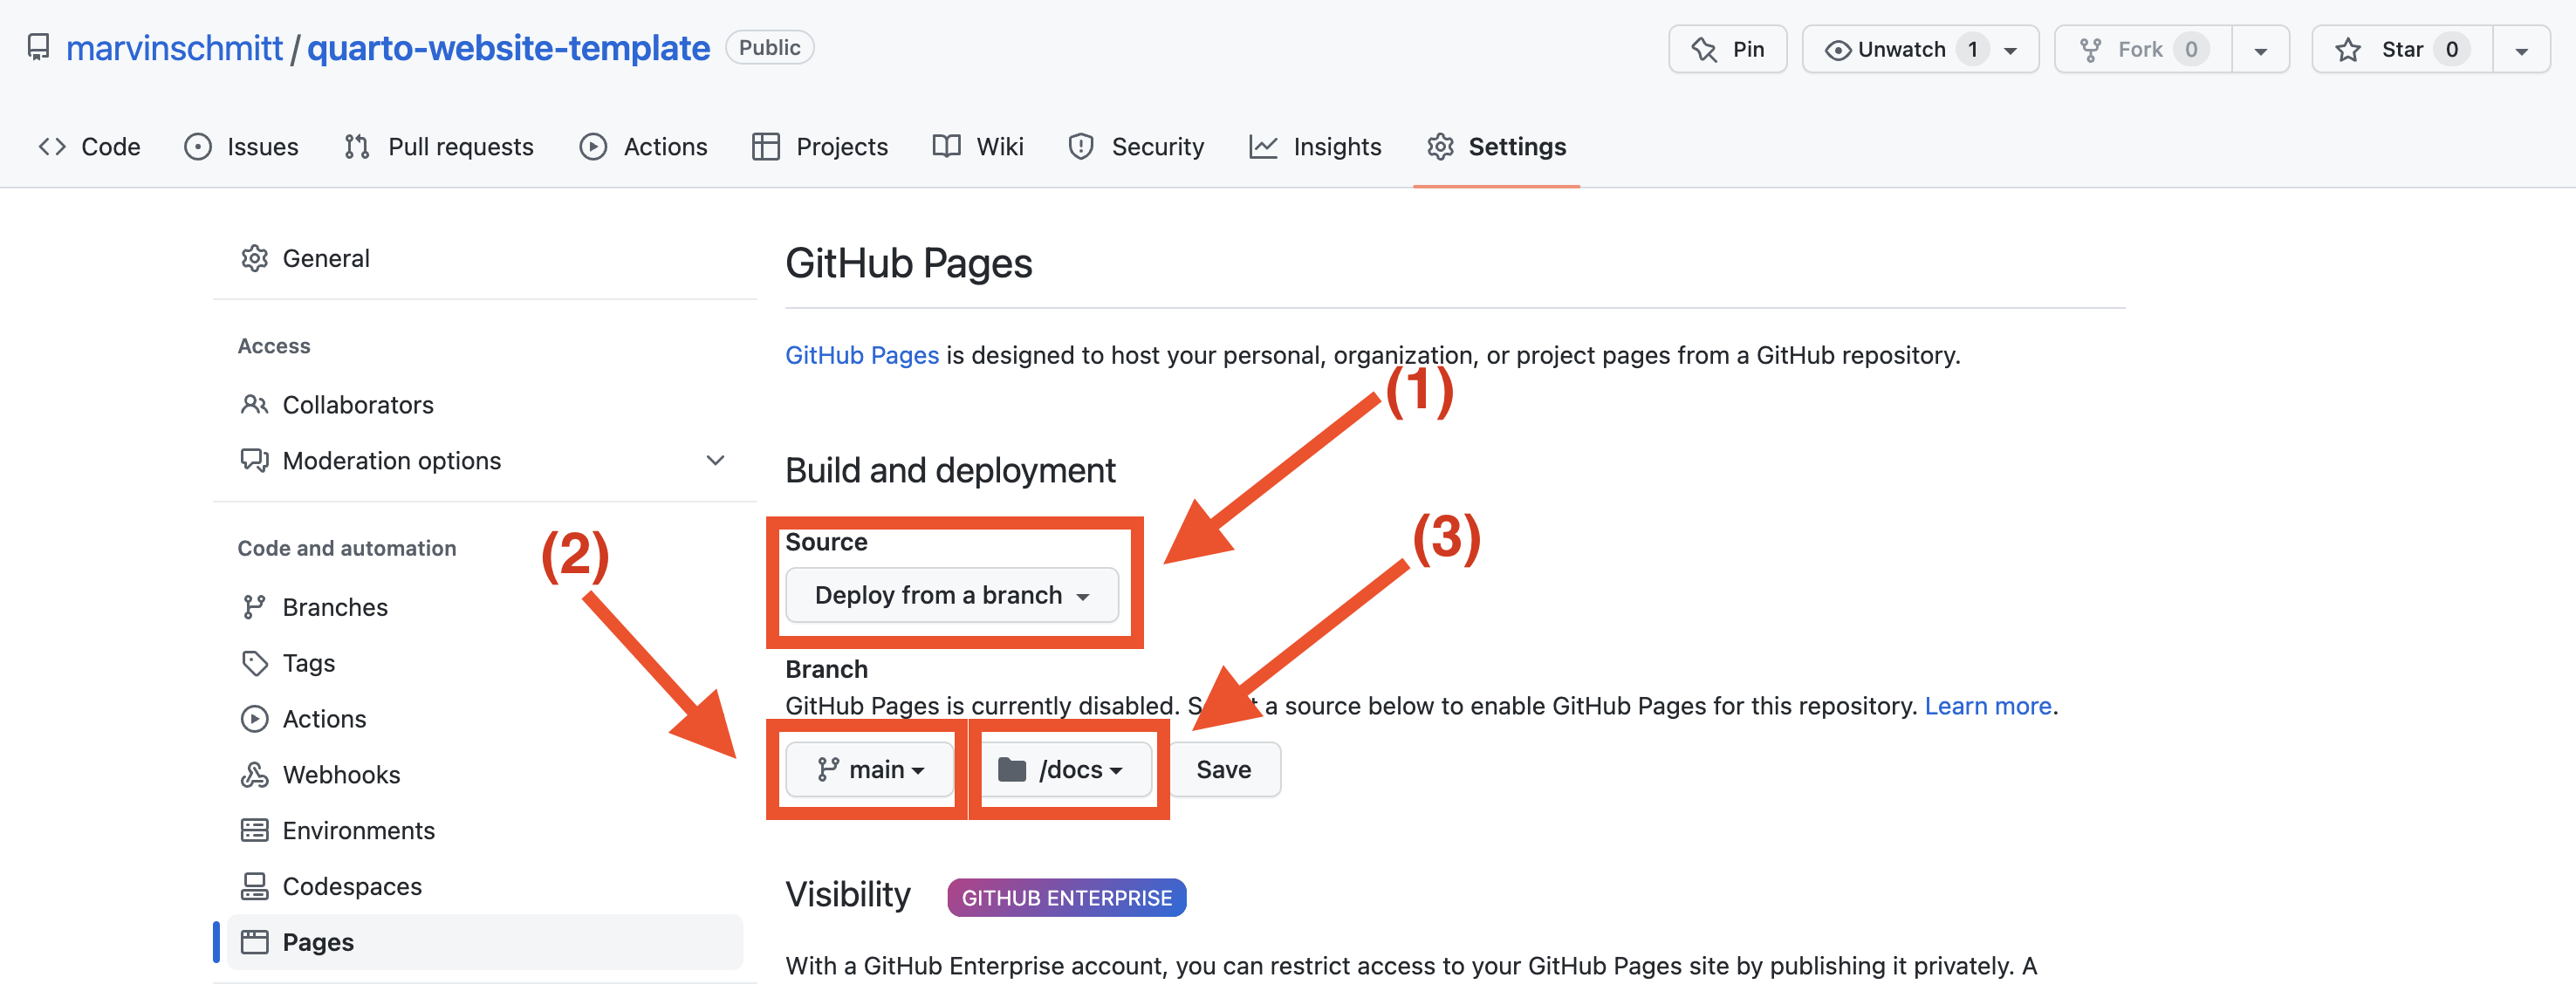 marvinschmitt / quarto-website-template Public Pin Unwatch 1 Fork 0 Star 0
Code Issues Pull requests Actions Projects Wiki Security Insights Settings
General
Access
Collaborators
Moderation options
Code and automation
Branches
Tags
Actions
Webhooks
Environments
Codespaces
Pages
GitHub Pages
GitHub Pages is designed to host your personal, organization, or project pages from a GitHub repository.
(1)
Build and deployment
(2)
(3)
Source
Deploy from a branch
Branch
GitHub Pages is currently disabled. a source below to enable GitHub Pages for this repository. Learn more.
main /docs Save
Visibility GITHUB ENTERPRISE
With a GitHub Enterprise account, you can restrict access to your GitHub Pages site by publishing it privately. A